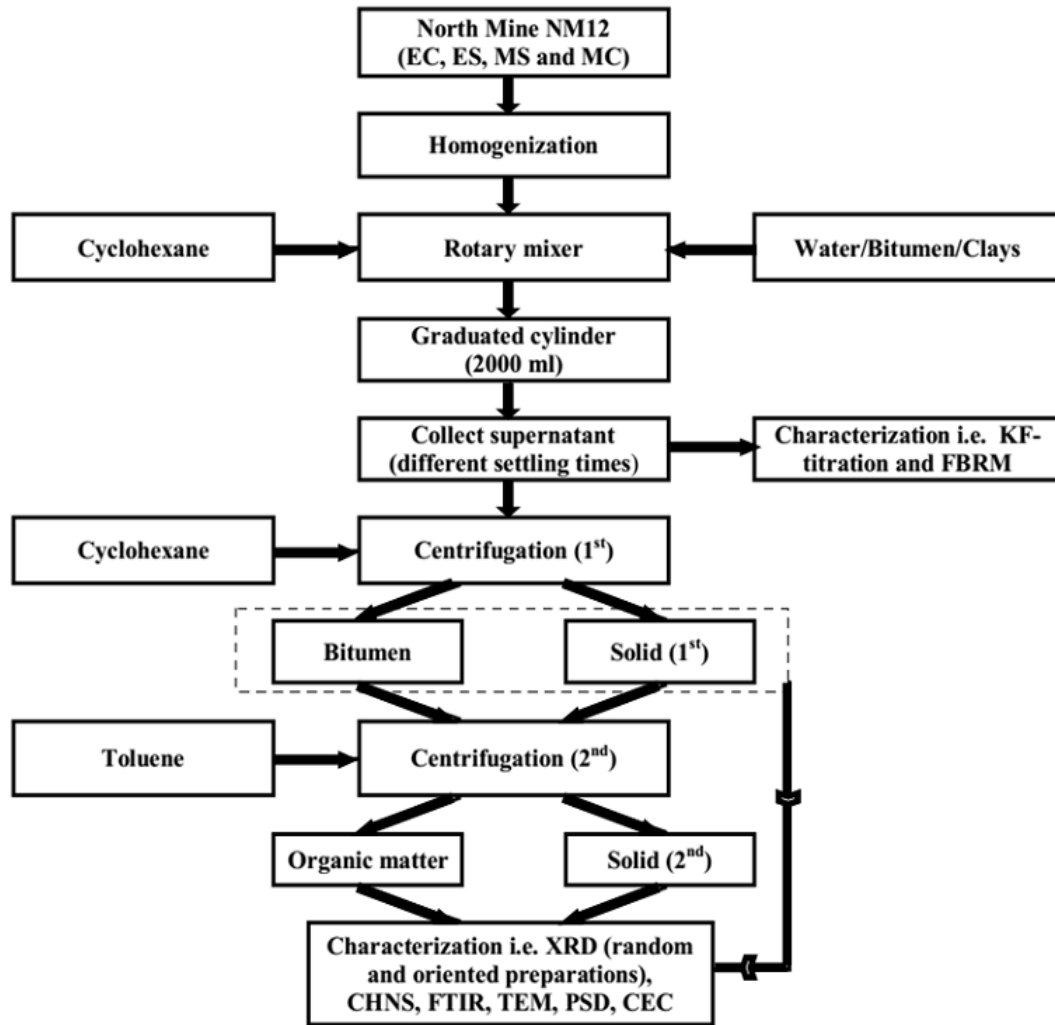 North Mine NM12
(EC, ES, MS and MC)
Homogenization
Cyclohexane
Rotary mixer
Water/Bitumen/Clays
Graduated cylinder
(2000 ml)
Collect supernatant
(different settling times)
Characterization i.e. KF-
titration and FBRM
Cyclohexane
Centrifugation (1st)
Bitumen
Solid (1st)
Toluene
Centrifugation (2nd)
Organic matter
Solid (2nd)
Characterization i.e. XRD (random
and oriented preparations),
CHNS, FTIR, TEM, PSD, CEC